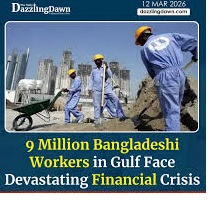 DazzlingDawn
12 MAR 2026
dazzlingdawn.com
9 Million Bangladeshi
Workers in Gulf Face
Devastating Financial Crisis